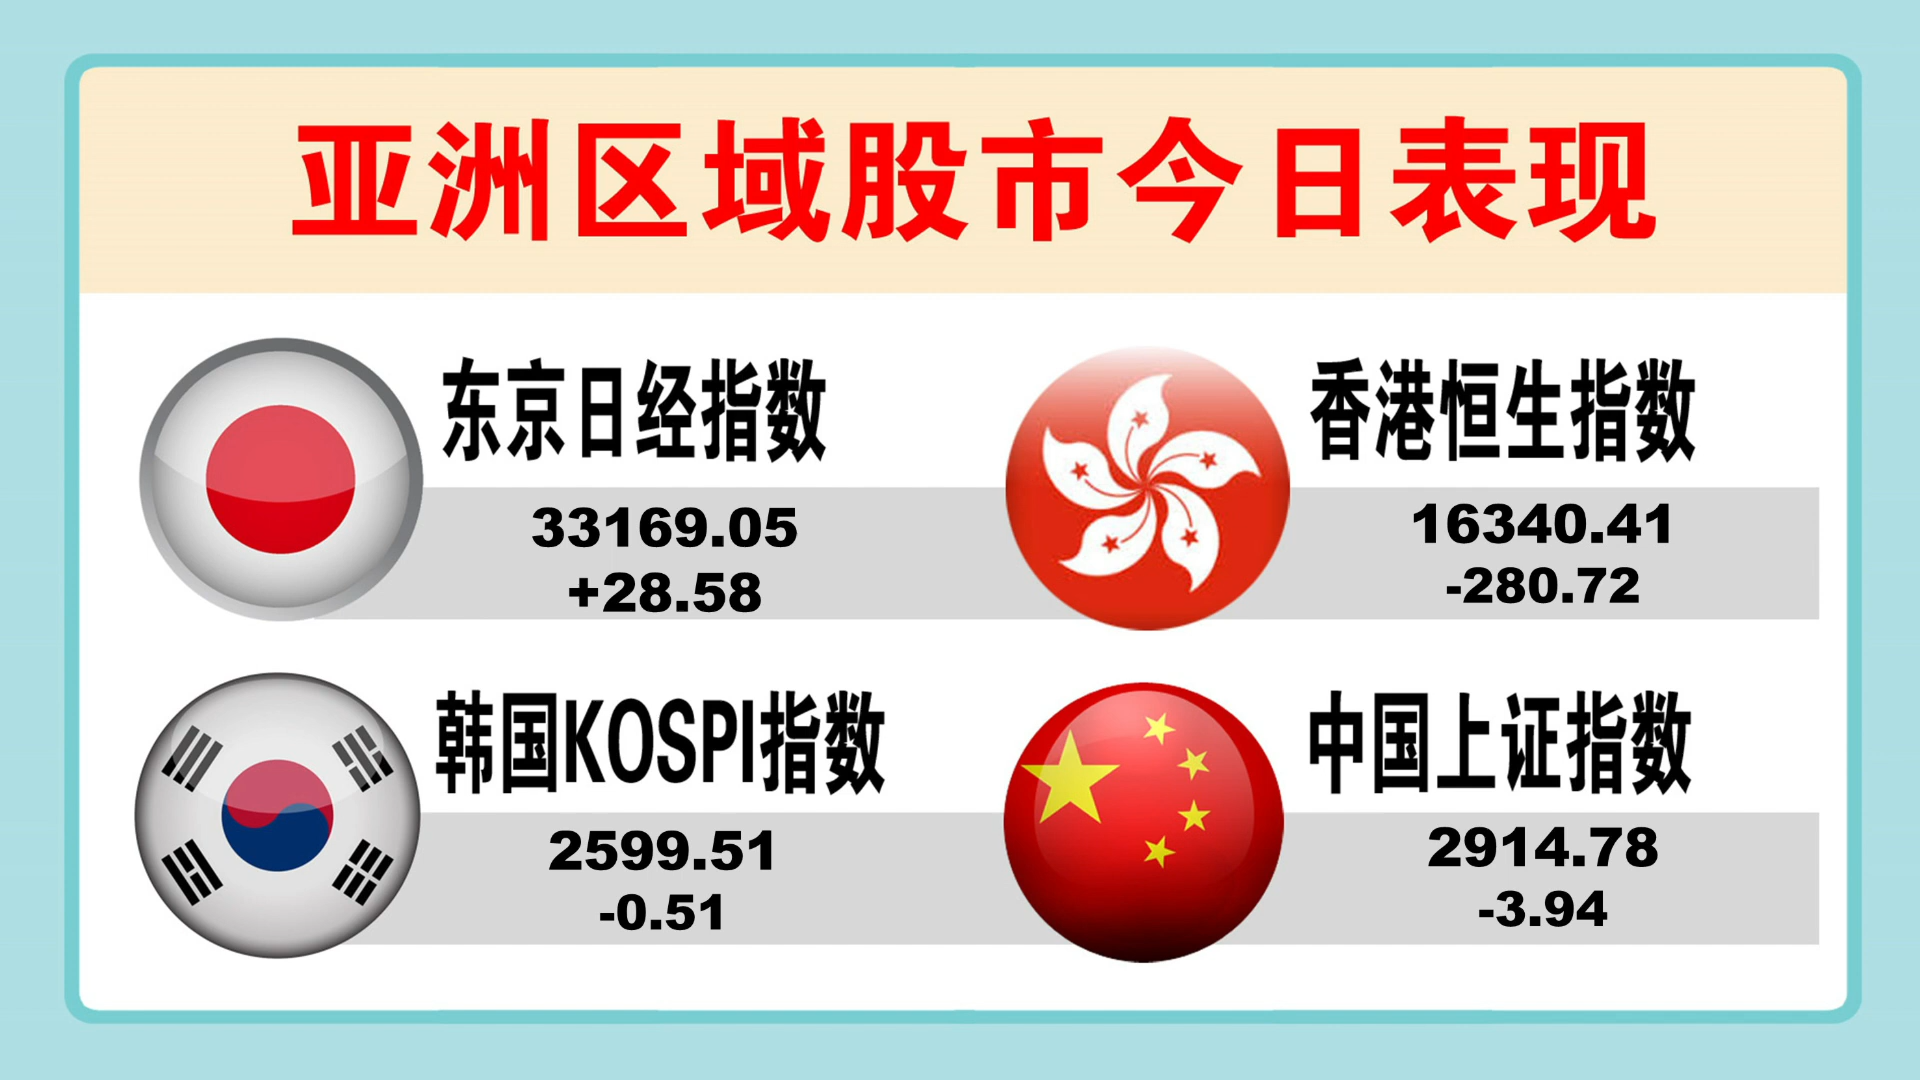 亚洲区域股市今日表现
东京日经指数
33169.05
+28.58
香港恒生指数
16340.41
-280.72
韩国KOSPI指数
2599.51
-0.51
中国上证指数
2914.78
-3.94